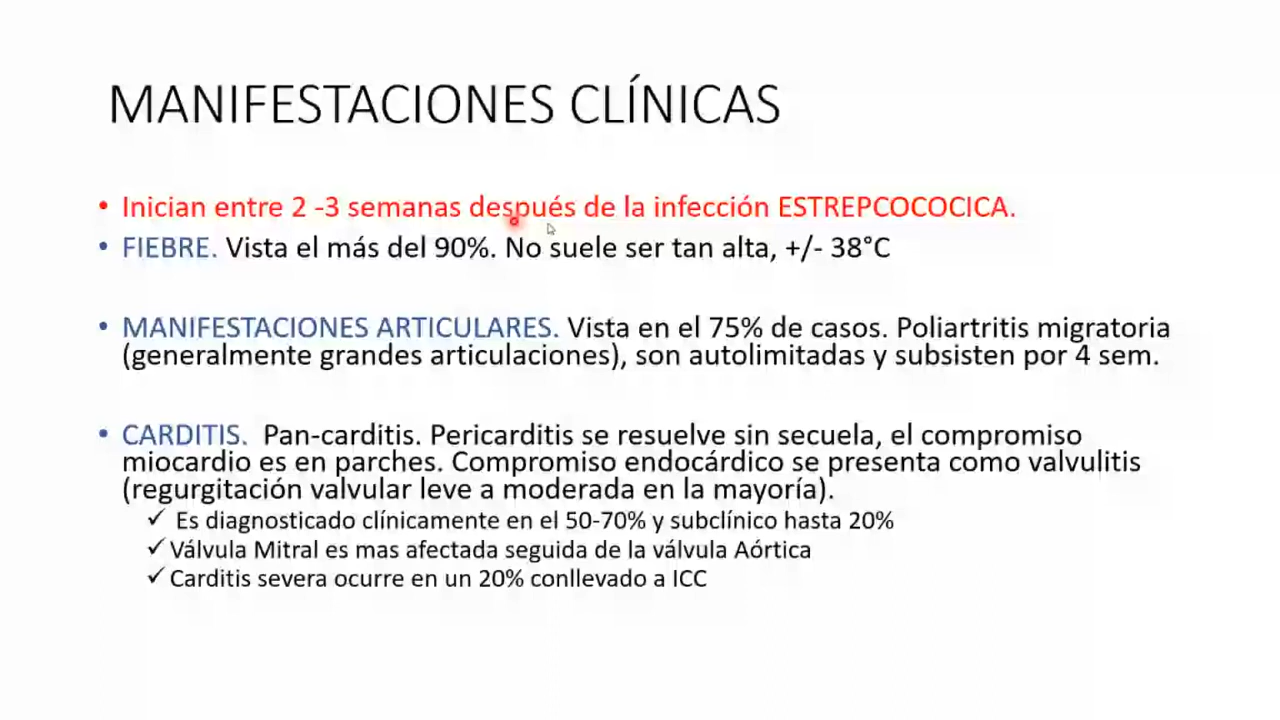 MANIFESTACIONES CLÍNICAS
• Inician entre 2 -3 semanas después de la infección ESTREPCOCOCICA.
• FIEBRE. Vista el más del 90%. No suele ser tan alta, +/- 38°C
• MANIFESTACIONES ARTICULARES. Vista en el 75% de casos. Poliartritis migratoria
(generalmente grandes articulaciones), son autolimitadas y subsisten por 4 sem.
• CARDITIS. Pan-carditis. Pericarditis se resuelve sin secuela, el compromiso
miocardio es en parches. Compromiso endocárdico se presenta como valvulitis
(regurgitación valvular leve a moderada en la mayoría).
✓ Es diagnosticado clínicamente en el 50-70% y subclínico hasta 20%
✓ Válvula Mitral es mas afectada seguida de la válvula Aórtica
✓ Carditis severa ocurre en un 20% conllevado a ICC